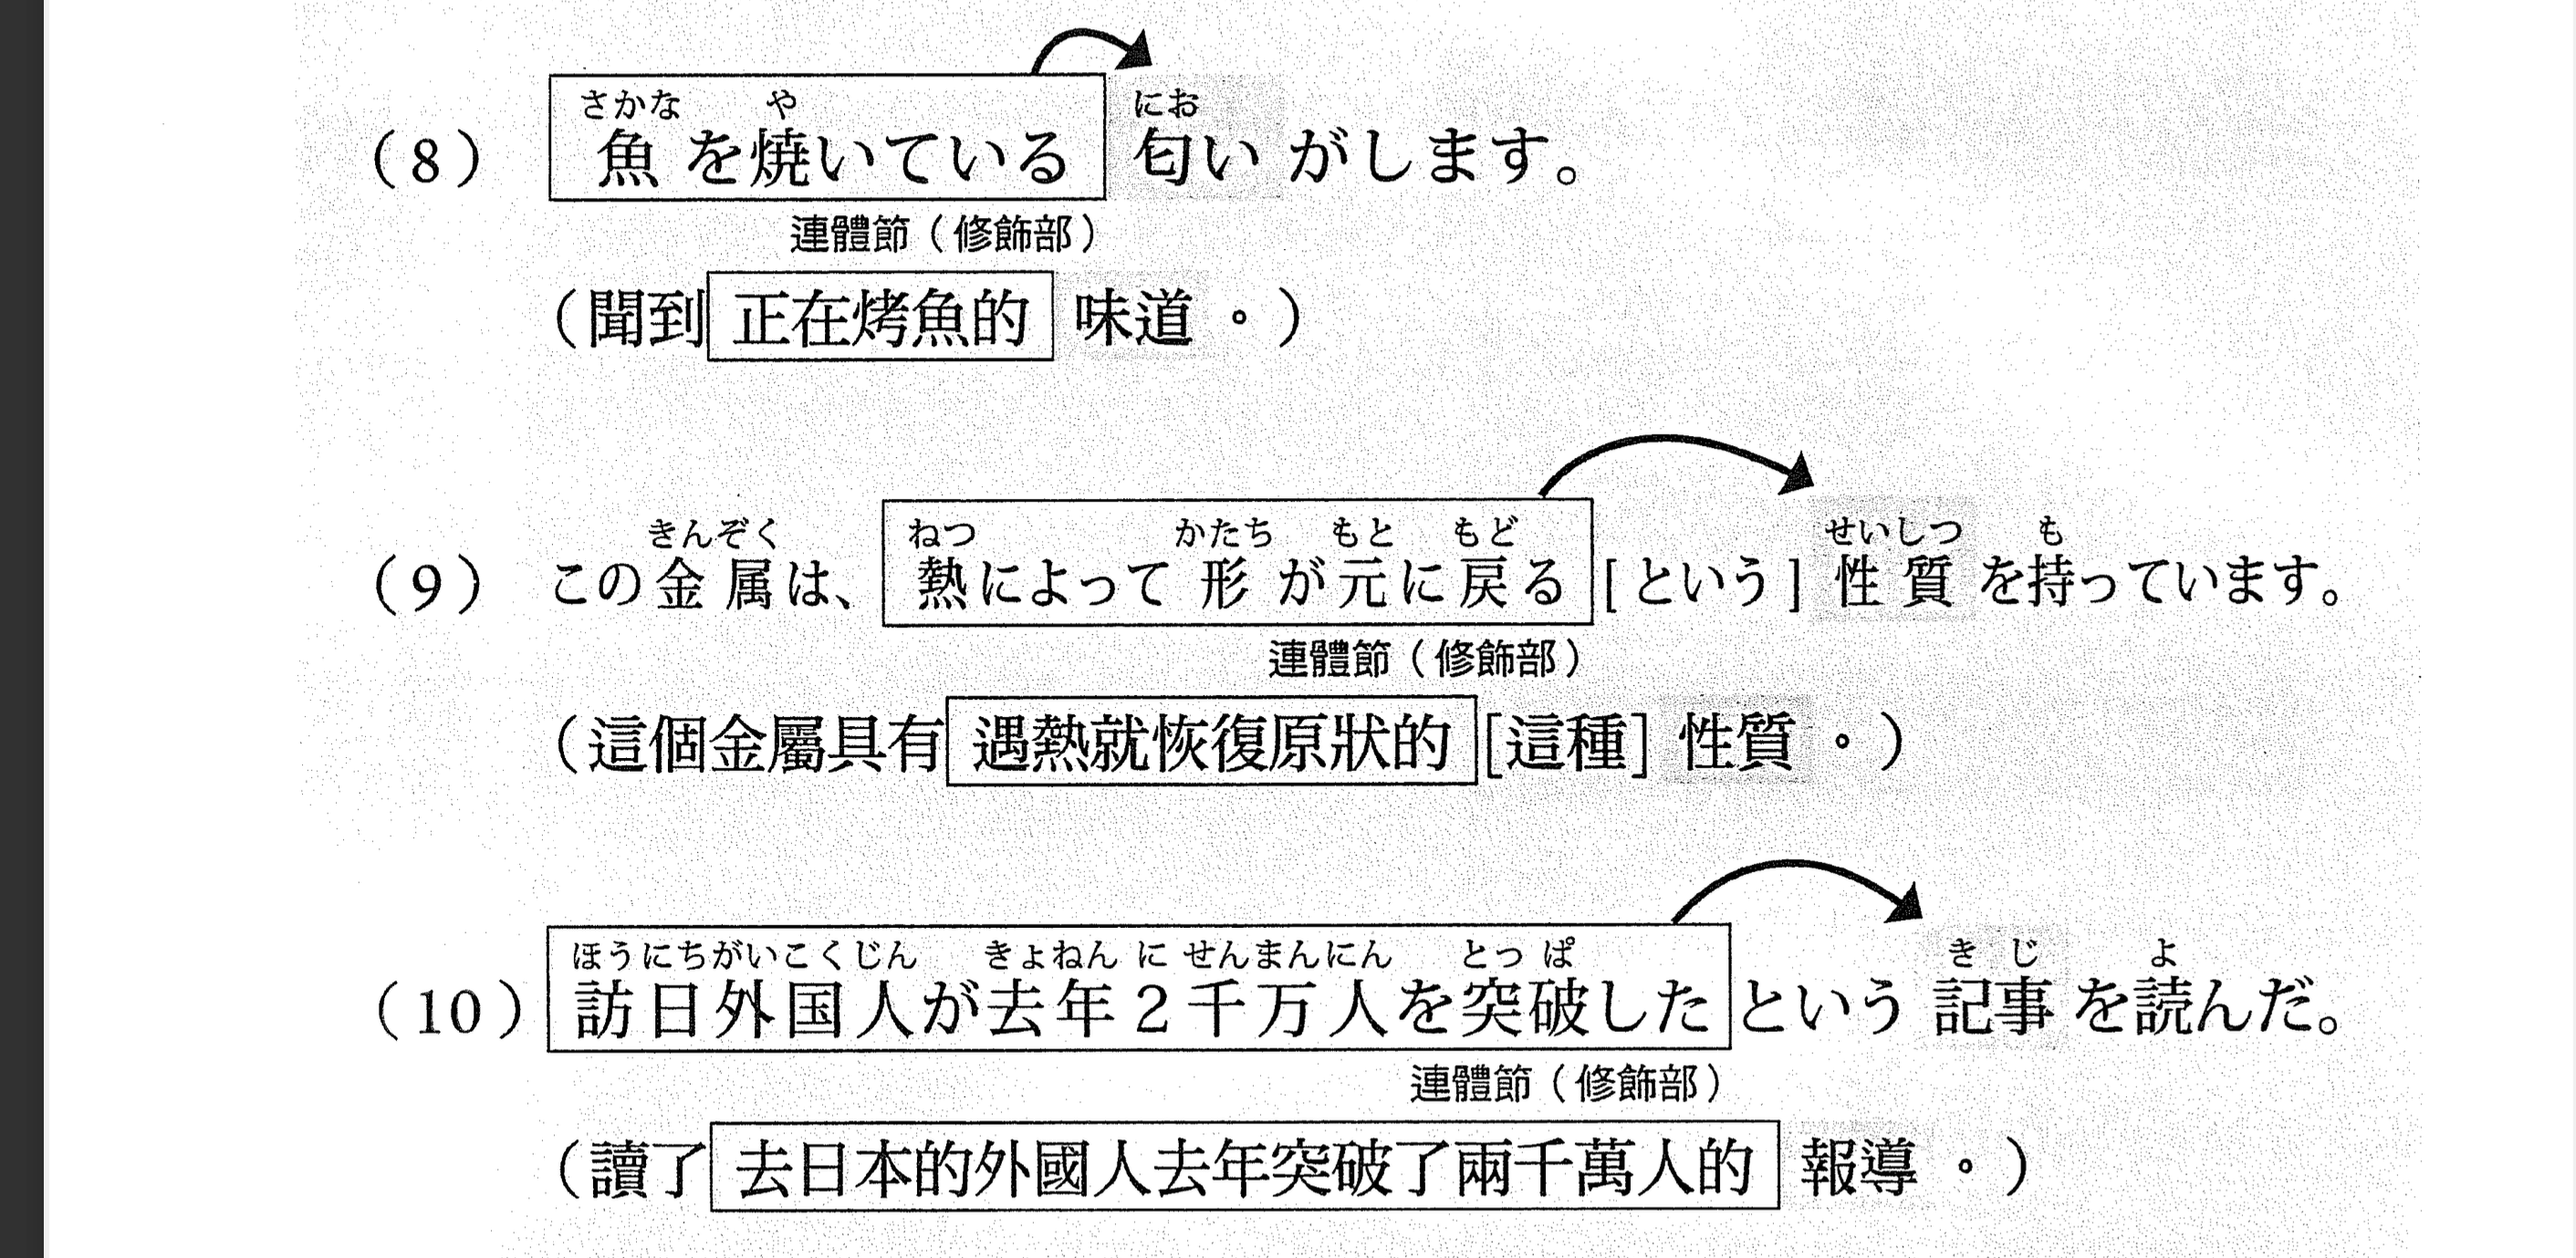 さかな や にお
（8） 魚を焼いている 匂いがします。
連體節（修飾部）
（聞到 正在烤魚的 味道。）
きんぞく ねつ かたち もと もど せいしつ も
（9） この金属は、熱によって形が元に戻る [という] 性質を持っています。
連體節（修飾部）
（這個金屬具有 遇熱就恢復原狀的 [這種] 性質。）
ほうにちがいこくじん きょねん に せんまんにん とっ ぱ き じ よ
（10） 訪日外国人が去年２千万人を突破した という 記事を読んだ。
連體節（修飾部）
（讀了 去日本的外國人去年突破了兩千萬人的 報導。）